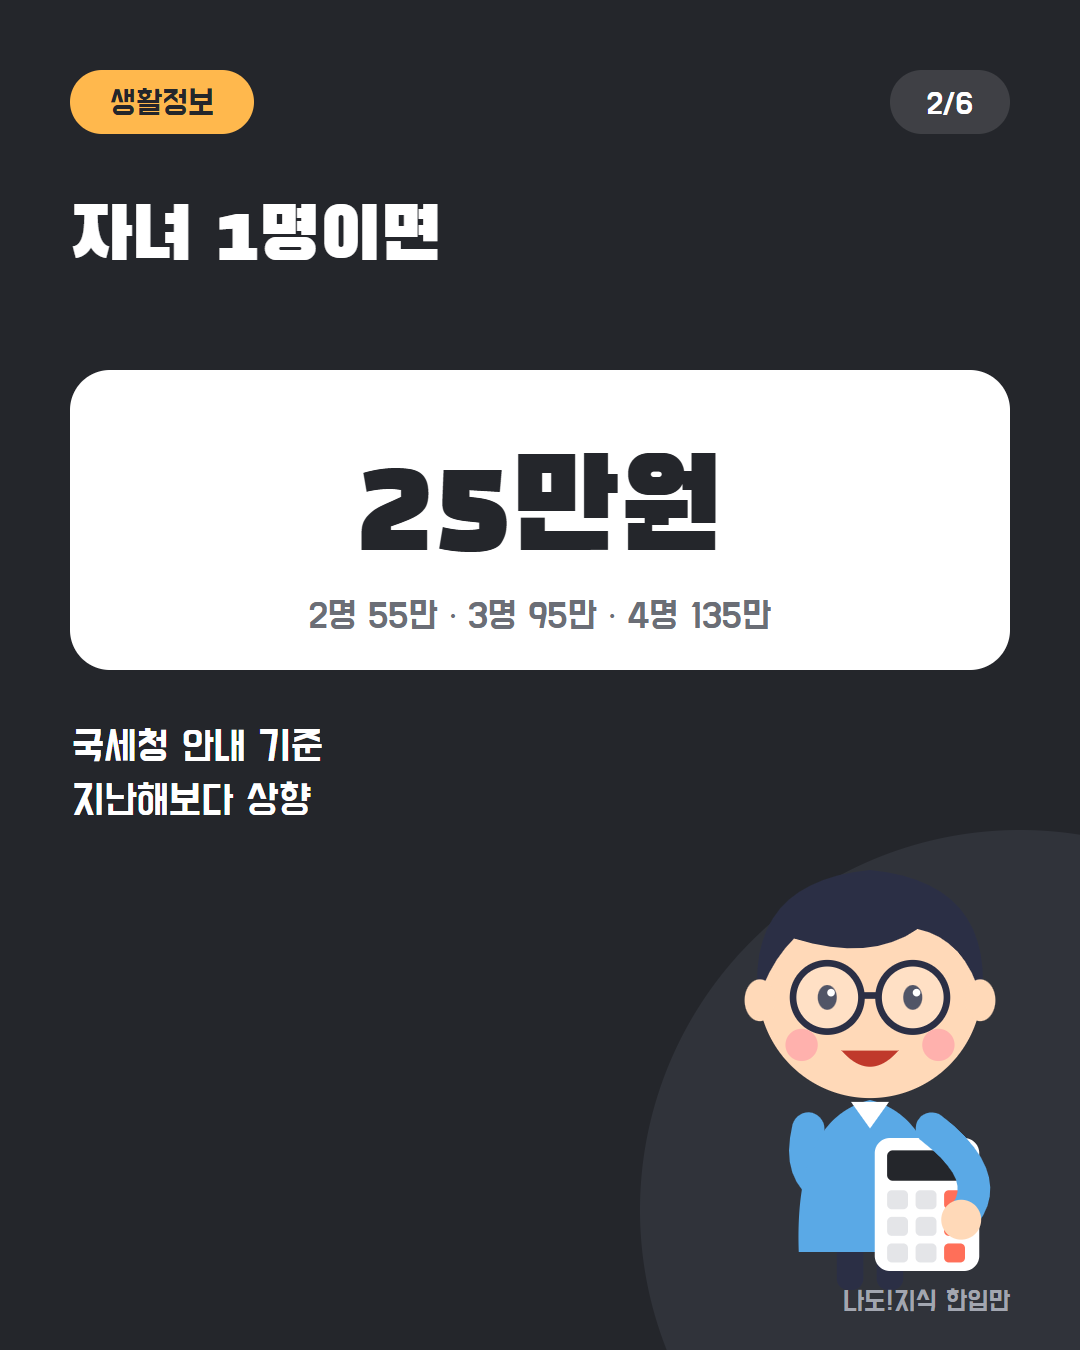 생활정보
2/6
자녀 1명이면
25만원
2명 55만 · 3명 95만 · 4명 135만
국세청 안내 기준
지난해보다 상향
나도!지식 한입만